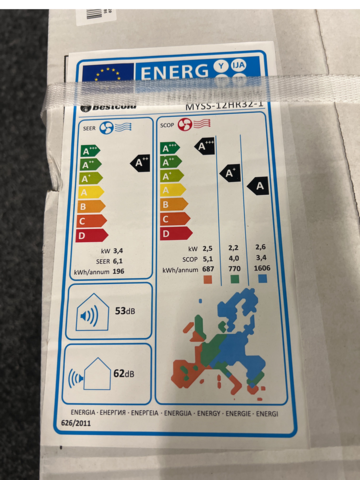 ENERG Y IJA
Bestcold MYSS-12HR32-1
SEER SCOP
A+++ A+++ A+++
A++ A++ A++
A+ A+ A+
A A A
B B
C C
D D
kW 3,4 kW 2,5 2,2 2,6
SEER 6,1 SCOP 5,1 4,0 3,4
kWh/annum 196 kWh/annum 687 770 1606
53dB
62dB
ENERGIA · ЕНЕРГИЯ · ΕΝΕΡΓΕΙΑ · ENERGIJA · ENERGY · ENERGIE · ENERGI
626/2011